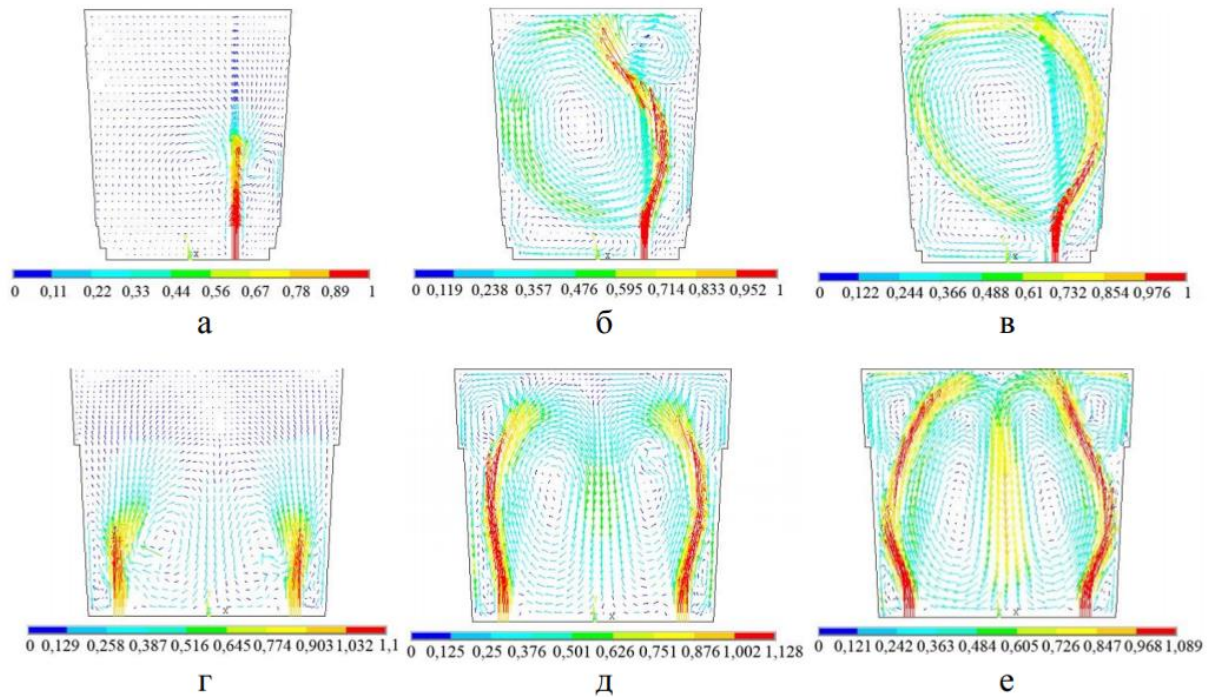 0 0,11 0,22 0,33 0,44 0,56 0,67 0,78 0,89 1
а
x
0 0,119 0,238 0,357 0,476 0,595 0,714 0,833 0,952 1
б
x
0 0,122 0,244 0,366 0,488 0,61 0,732 0,854 0,976 1
в
x
0 0,129 0,258 0,387 0,516 0,645 0,774 0,903 1,032 1,1
г
x
0 0,125 0,25 0,376 0,501 0,626 0,751 0,876 1,002 1,128
д
x
0 0,121 0,242 0,363 0,484 0,605 0,726 0,847 0,968 1,089
е
x